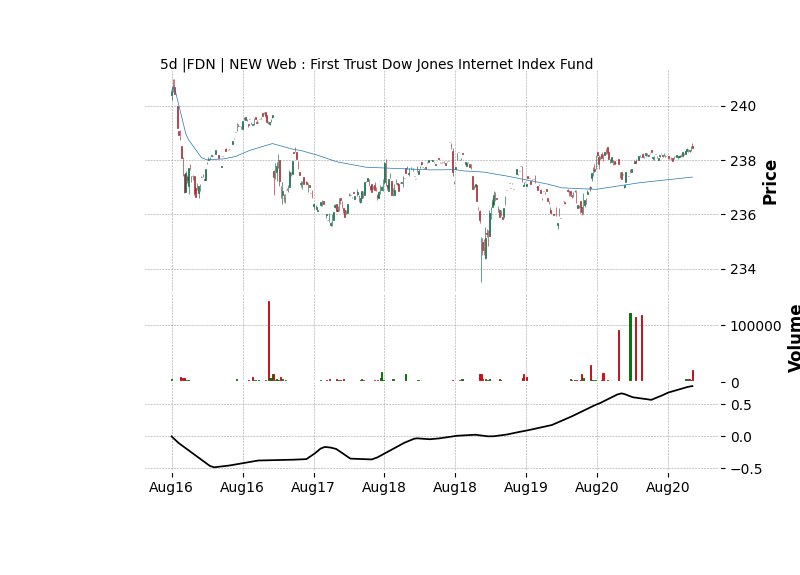 5d |FDN | NEW Web : First Trust Dow Jones Internet Index Fund
240
238
236
234
Price
100000
0
Volume
0.5
0.0
−0.5
Aug16 Aug16 Aug17 Aug18 Aug18 Aug19 Aug20 Aug20